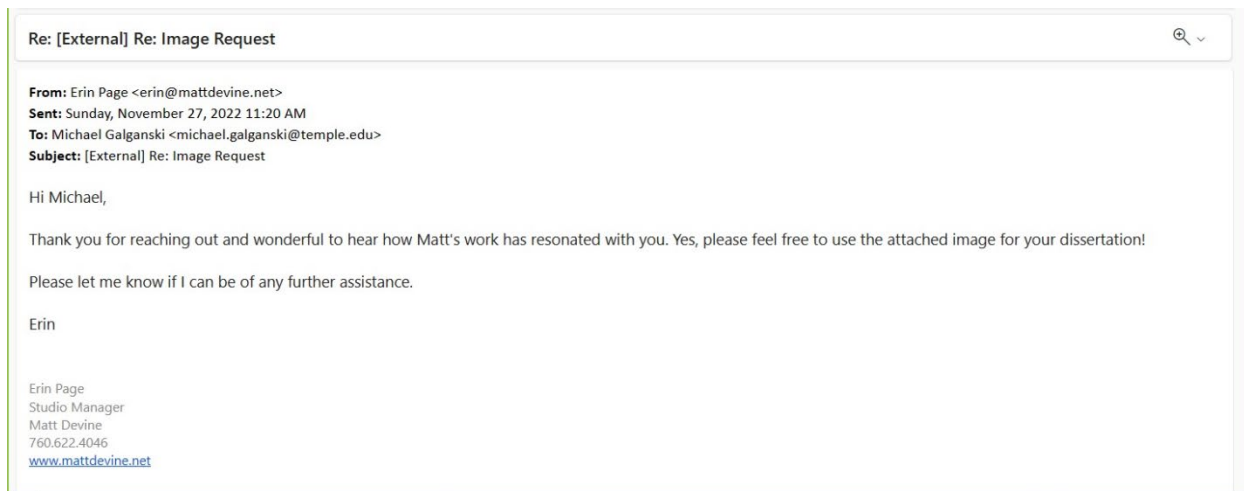 Re: [External] Re: Image Request
From: Erin Page <erin@mattdevine.net>
Sent: Sunday, November 27, 2022 11:20 AM
To: Michael Galganski <michael.galganski@temple.edu>
Subject: [External] Re: Image Request
Hi Michael,
Thank you for reaching out and wonderful to hear how Matt's work has resonated with you. Yes, please feel free to use the attached image for your dissertation!
Please let me know if I can be of any further assistance.
Erin
Erin Page
Studio Manager
Matt Devine
760.622.4046
www.mattdevine.net